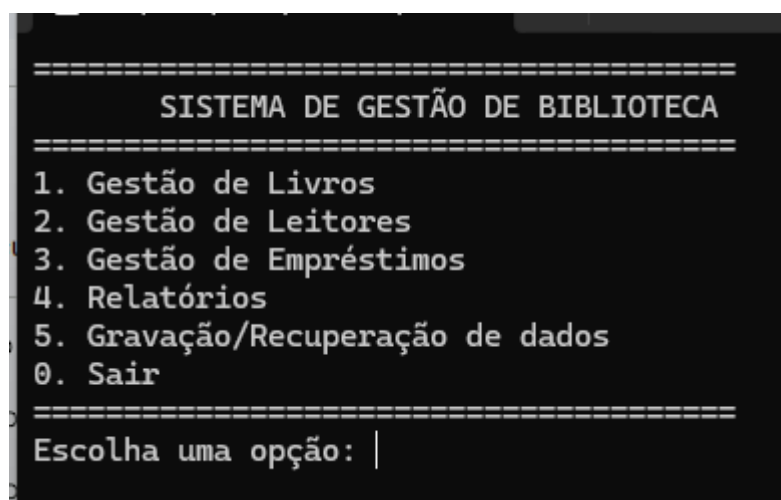 =======================================
SISTEMA DE GESTÃO DE BIBLIOTECA
=======================================
1. Gestão de Livros
2. Gestão de Leitores
3. Gestão de Empréstimos
4. Relatórios
5. Gravação/Recuperação de dados
0. Sair
=======================================
Escolha uma opção: